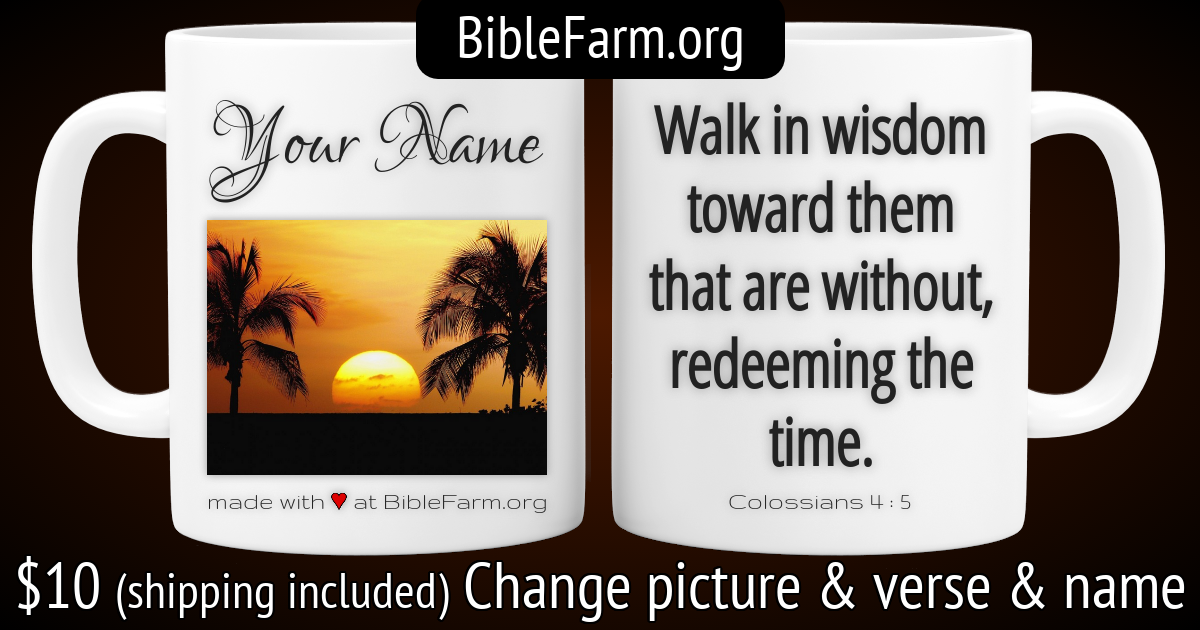 BibleFarm.org
Your Name
made with ♥ at BibleFarm.org
Walk in wisdom
toward them
that are without,
redeeming the
time.
Colossians 4 : 5
$10 (shipping included) Change picture & verse & name